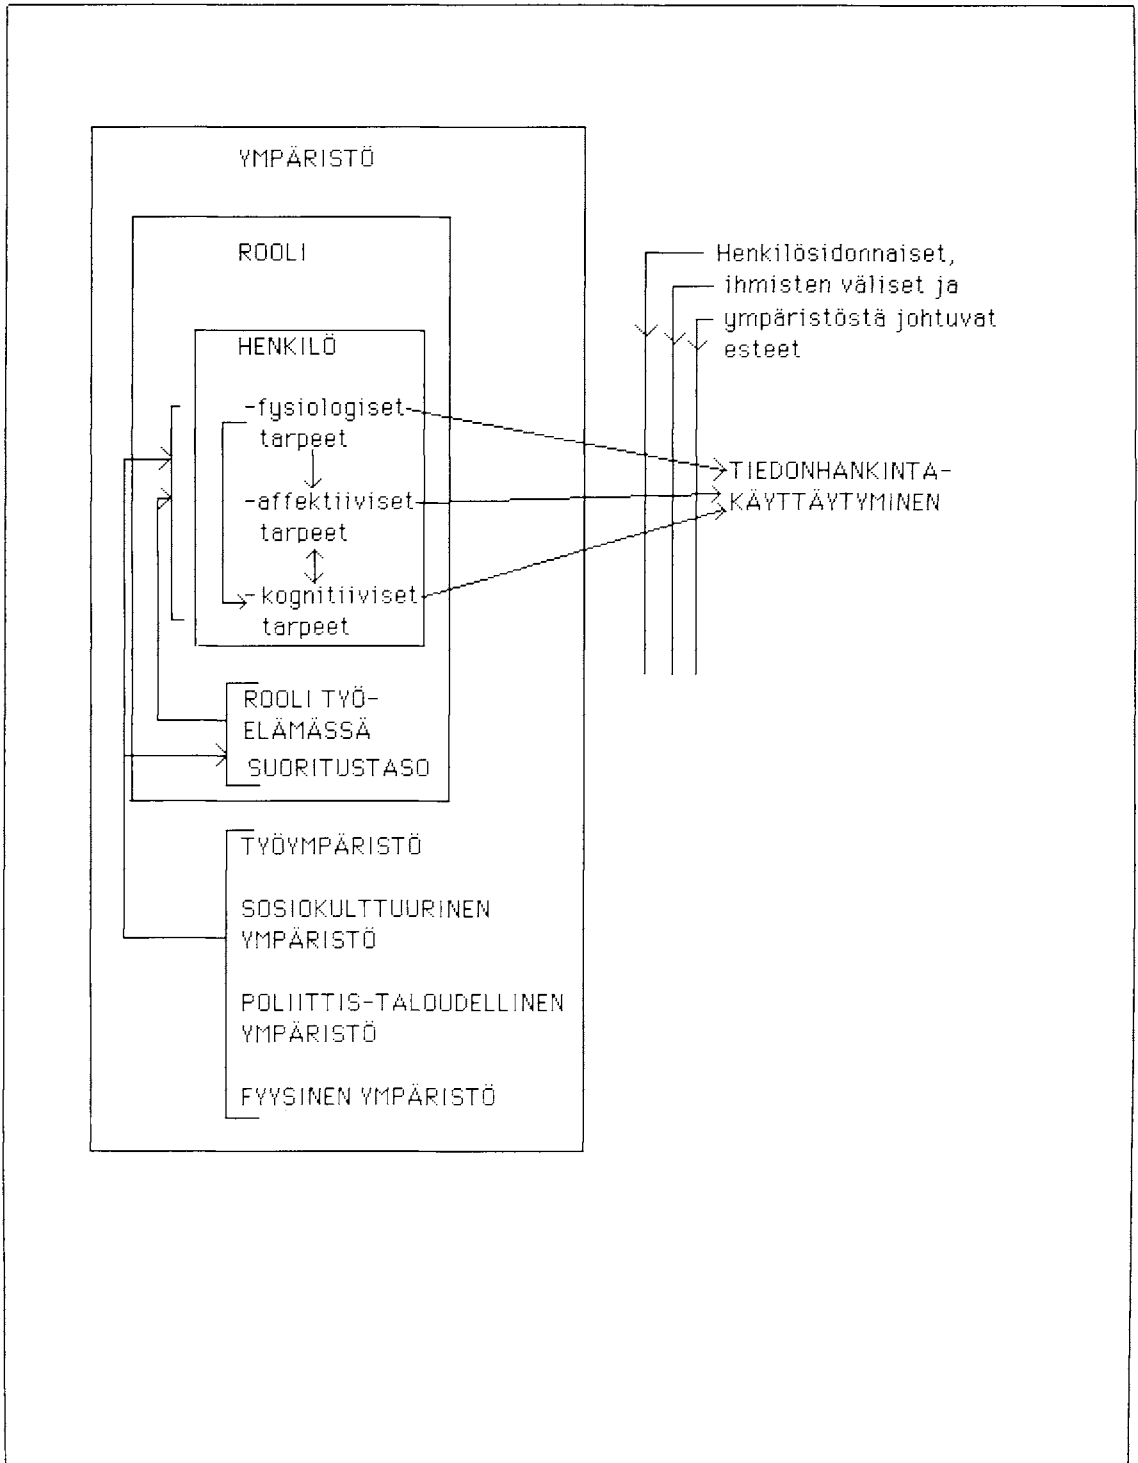 YMPÄRISTÖ
ROOLI
HENKILÖ
-fysiologiset
tarpeet
-affektiiviset
tarpeet
-kognitiiviset
tarpeet
ROOLI TYÖ-
ELÄMÄSSÄ
SUORITUSTASO
TYÖYMPÄRISTÖ
SOSIOKULTTUURINEN
YMPÄRISTÖ
POLIITTIS-TALOUDELLINEN
YMPÄRISTÖ
FYYSINEN YMPÄRISTÖ
Henkilösidonnaiset,
ihmisten väliset ja
ympäristöstä johtuvat
esteet
TIEDONHANKINTA-
KÄYTTÄYTYMINEN